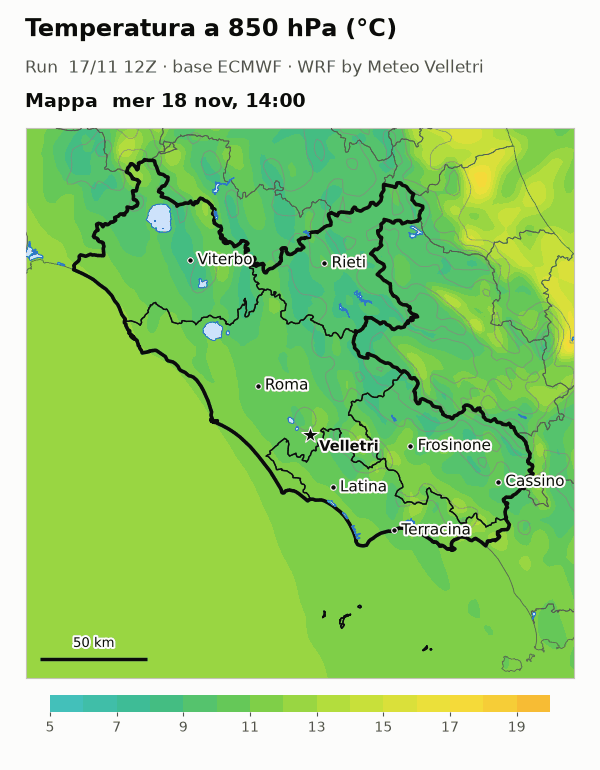 Temperatura a 850 hPa (°C)
Run  17/11 12Z · base ECMWF · WRF by Meteo Velletri
Mappa  mer 18 nov, 14:00
Viterbo
Rieti
Roma
Velletri
Frosinone
Latina
Cassino
Terracina
50 km
5 7 9 11 13 15 17 19